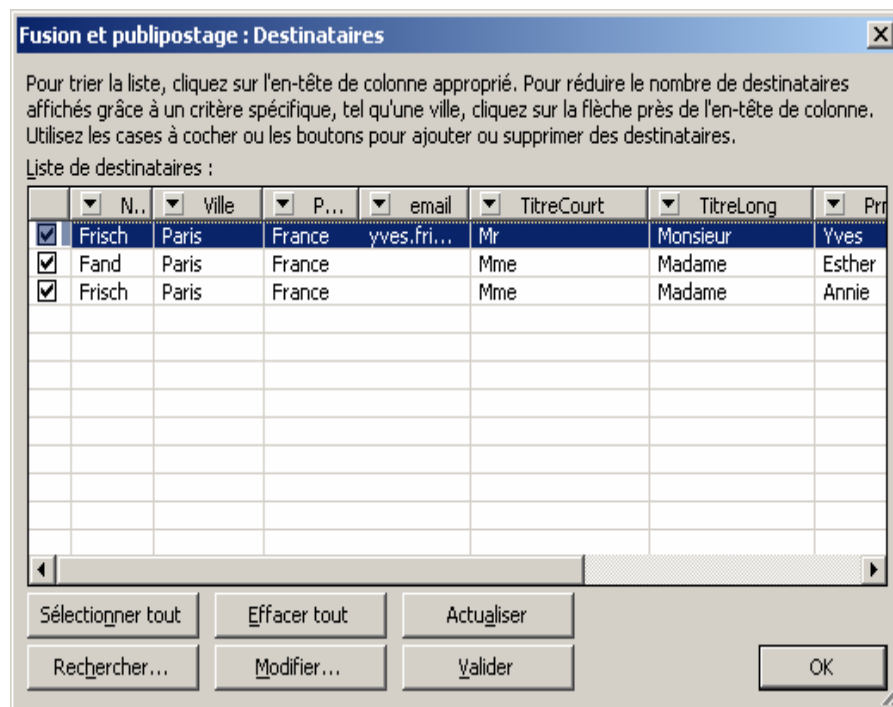 Fusion et publipostage : Destinataires
Pour trier la liste, cliquez sur l'en-tête de colonne approprié. Pour réduire le nombre de destinataires
affichés grâce à un critère spécifique, tel qu'une ville, cliquez sur la flèche près de l'en-tête de colonne.
Utilisez les cases à cocher ou les boutons pour ajouter ou supprimer des destinataires.
Liste de destinataires :
N.. Ville P... email TitreCourt TitreLong Prr
Frisch Paris France yves.fri... Mr Monsieur Yves
Fand Paris France Mme Madame Esther
Frisch Paris France Mme Madame Annie
Sélectionner tout Effacer tout Actualiser
Rechercher... Modifier... Valider OK